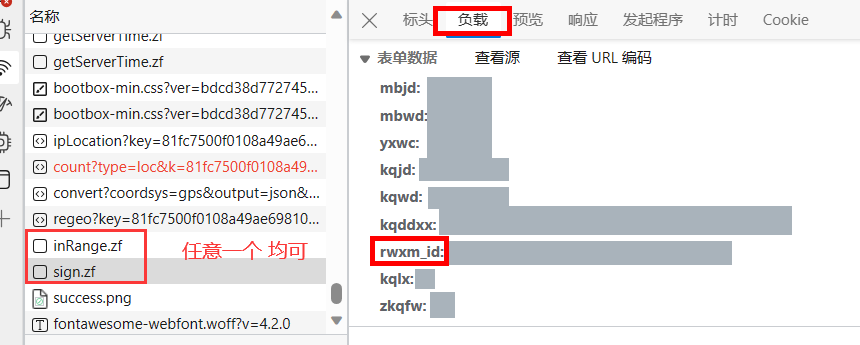 名称
getServerTime.zf
getServerTime.zf
bootbox-min.css?ver=bdcd38d772745...
bootbox-min.css?ver=bdcd38d772745...
ipLocation?key=81fc7500f0108a49ae6...
count?type=loc&k=81fc7500f0108a49...
convert?coordsys=gps&output=json&...
regeo?key=81fc7500f0108a49ae69810...
inRange.zf
任意一个 均可
sign.zf
success.png
fontawesome-webfont.woff?v=4.2.0
标头 负载 预览 响应 发起程序 计时 Cookie
表单数据 查看源 查看 URL 编码
mbjd:
mbwd:
yxwc:
kqjd:
kqwd:
kqddxx:
rwxm_id:
kqlx:
zkqfw: